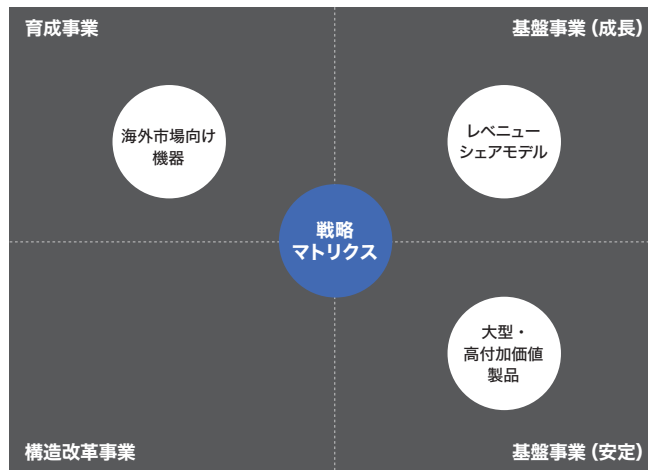 育成事業
基盤事業（成長）
海外市場向け
機器
レベニュー
シェアモデル
戦略
マトリクス
大型・
高付加価値
製品
構造改革事業
基盤事業（安定）